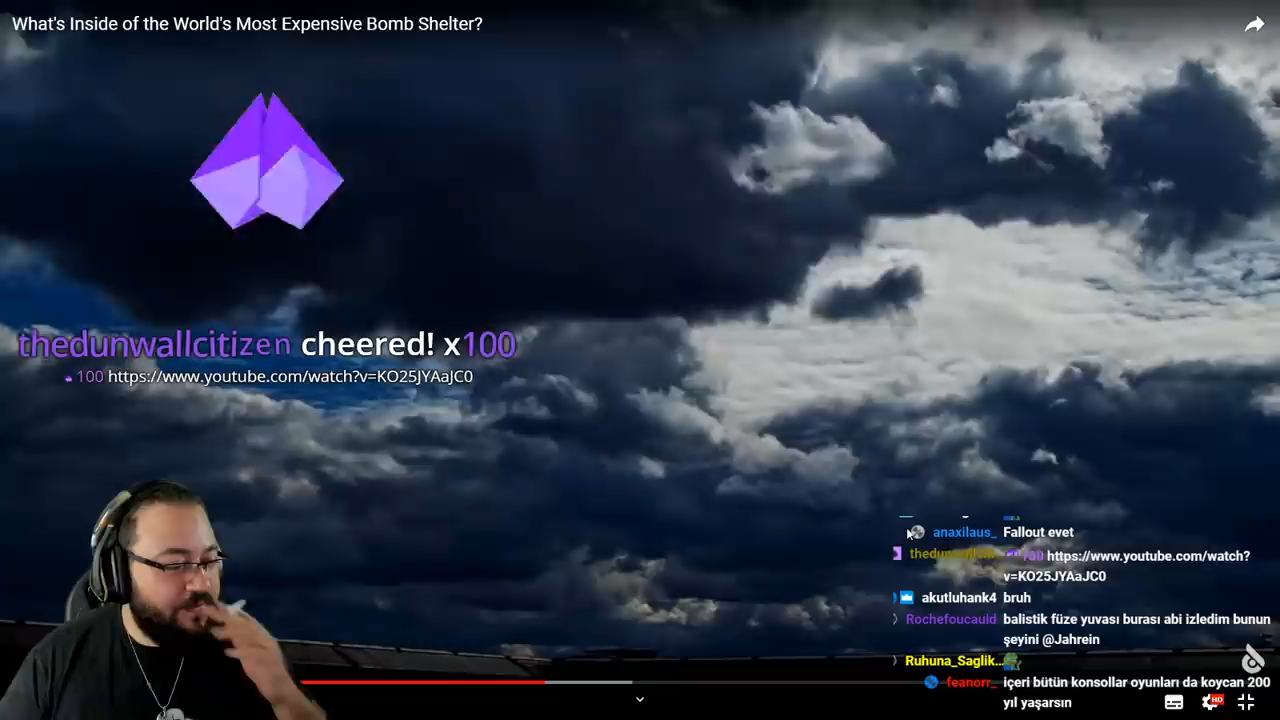 What's Inside of the World's Most Expensive Bomb Shelter?
thedunwallcitizen cheered! x100
100 https://www.youtube.com/watch?v=KO25JYAaJC0
anaxilaus_ Fallout evet
100 https://www.youtube.com/watch?
v=KO25JYAaJC0
akutluhank4 bruh
Rochefoucauld balistik füze yuvası burası abi izledim bunun
şeyini @Jahrein
Ruhuna_Saglik...
feanorr_ içeri bütün konsollar oyunları da koycan 200
yıl yaşarsın
HD